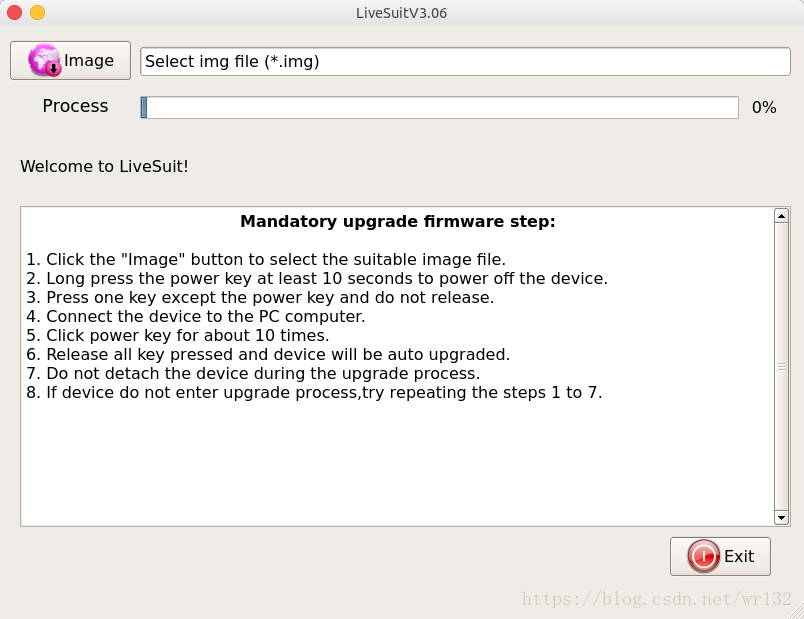 LiveSuitV3.06
Image
Select img file (*.img)
Process
0%
Welcome to LiveSuit!
Mandatory upgrade firmware step:
1. Click the "Image" button to select the suitable image file.
2. Long press the power key at least 10 seconds to power off the device.
3. Press one key except the power key and do not release.
4. Connect the device to the PC computer.
5. Click power key for about 10 times.
6. Release all key pressed and device will be auto upgraded.
7. Do not detach the device during the upgrade process.
8. If device do not enter upgrade process,try repeating the steps 1 to 7.
Exit
https://blog.csdn.net/wr132